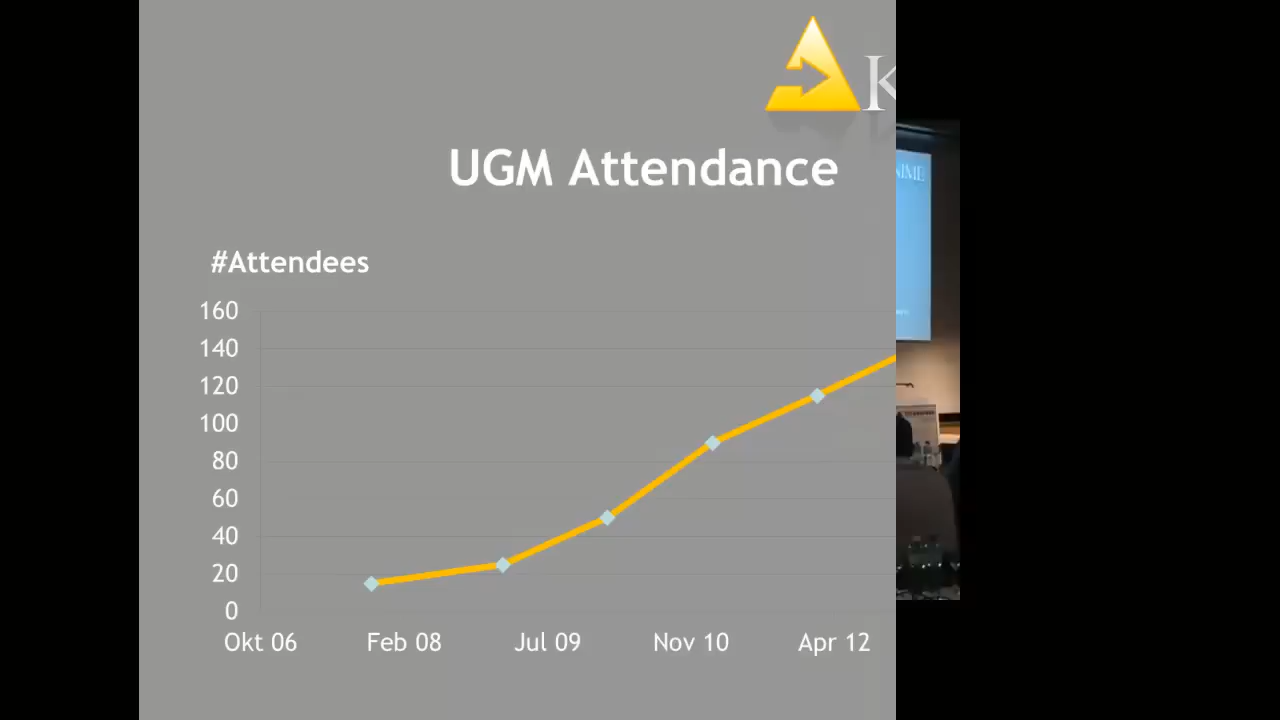 K
NIME
UGM Attendance
#Attendees
160
140
120
100
80
60
40
20
0
Okt 06
Feb 08
Jul 09
Nov 10
Apr 12